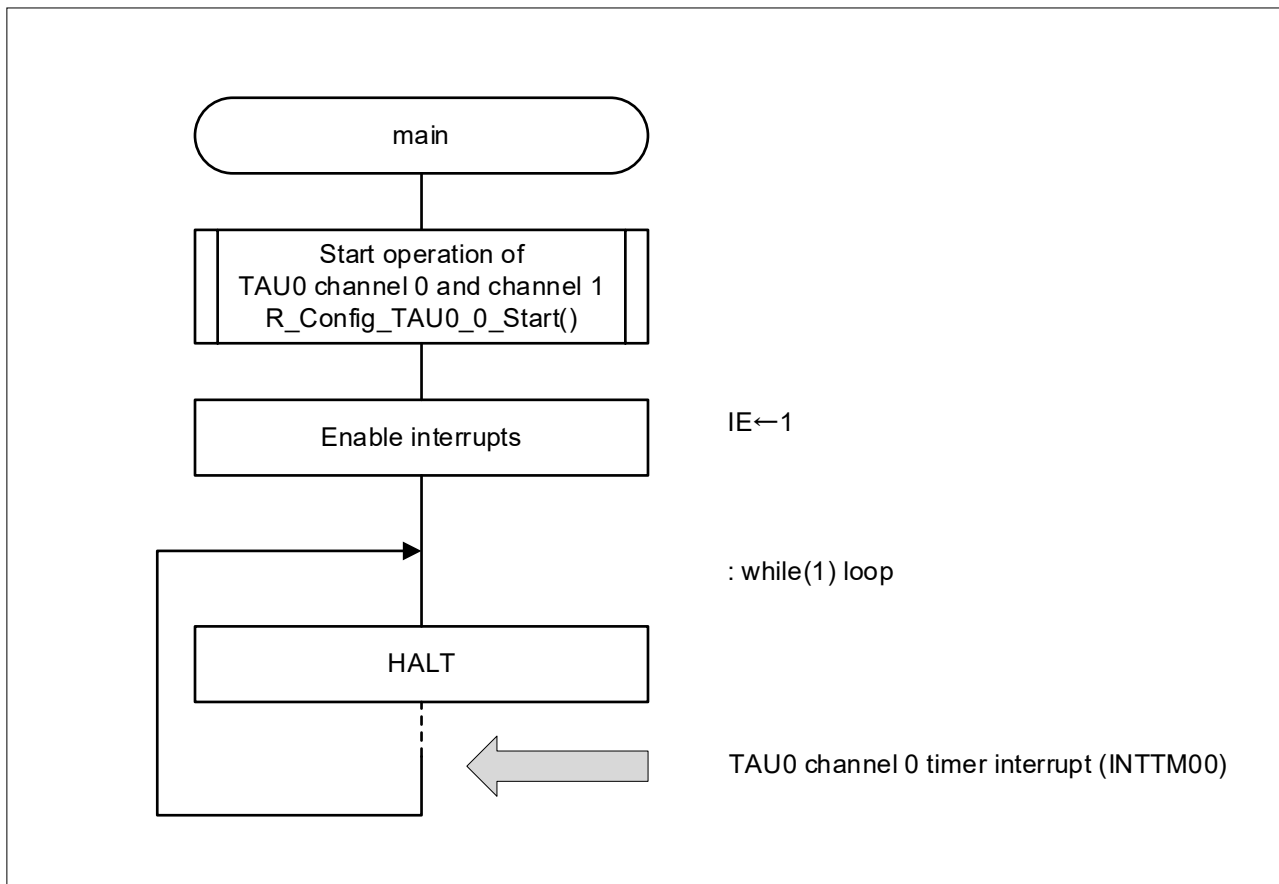 main
Start operation of
TAU0 channel 0 and channel 1
R_Config_TAU0_0_Start()
Enable interrupts
IE←1
: while(1) loop
HALT
TAU0 channel 0 timer interrupt (INTTM00)